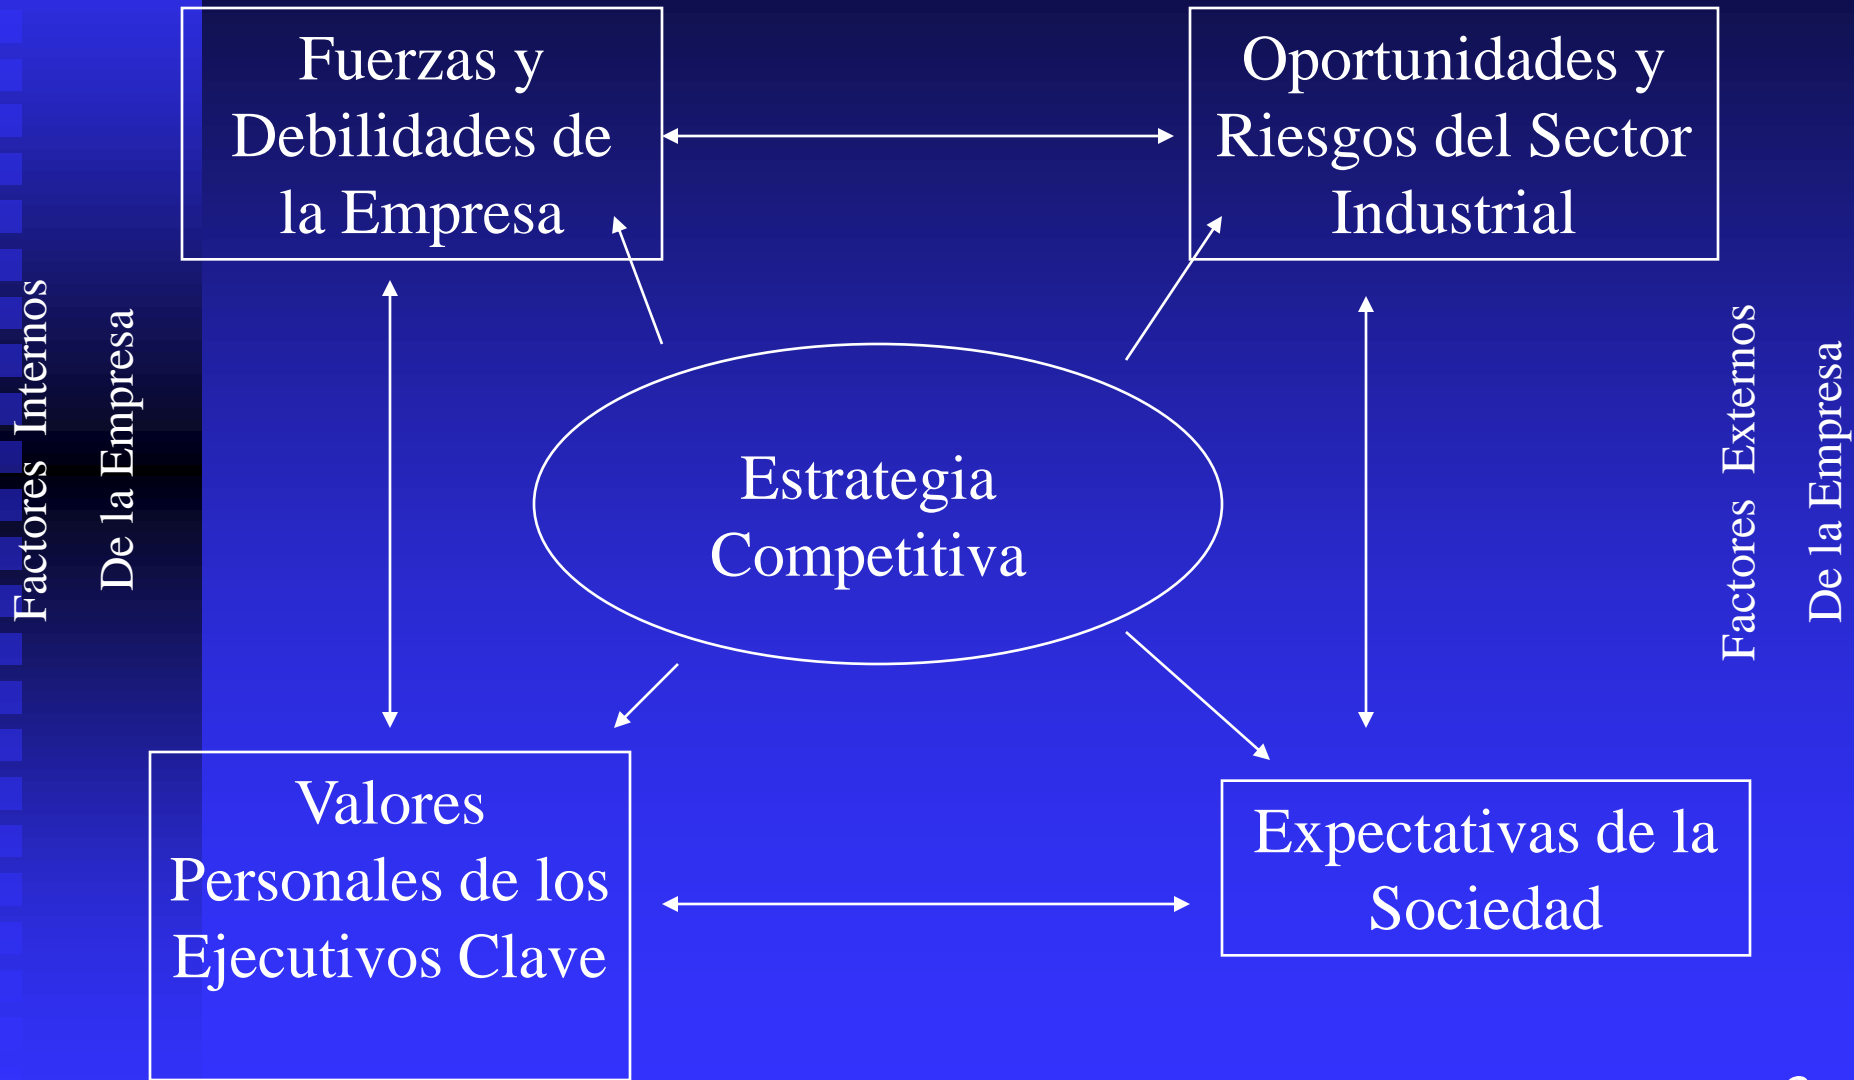 Fuerzas y
Debilidades de
la Empresa
Oportunidades y
Riesgos del Sector
Industrial
Factores Internos
De la Empresa
Estrategia
Competitiva
Factores Externos
De la Empresa
Valores
Personales de los
Ejecutivos Clave
Expectativas de la
Sociedad